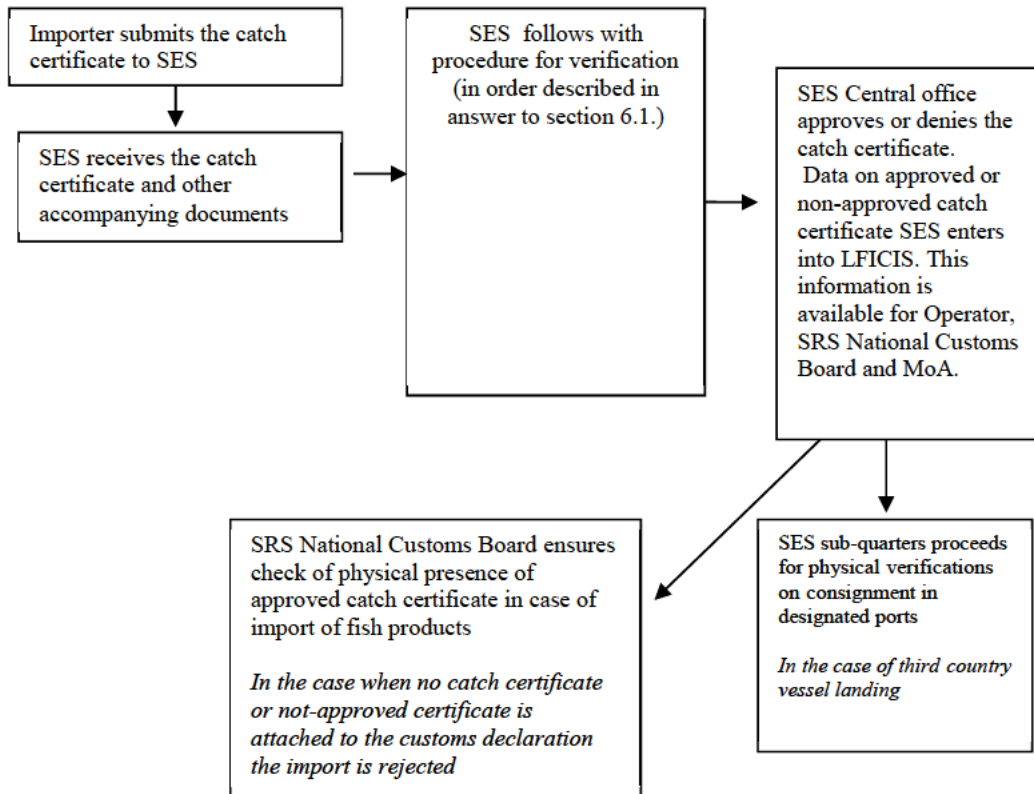 Importer submits the catch
certificate to SES
SES receives the catch
certificate and other
accompanying documents
SES follows with
procedure for verification
(in order described in
answer to section 6.1.)
SES Central office
approves or denies the
catch certificate.
Data on approved or
non-approved catch
certificate SES enters
into LFICIS. This
information is
available for Operator,
SRS National Customs
Board and MoA.
SRS National Customs Board ensures
check of physical presence of
approved catch certificate in case of
import of fish products
In the case when no catch certificate
or not-approved certificate is
attached to the customs declaration
the import is rejected
SES sub-quarters proceeds
for physical verifications
on consignment in
designated ports
In the case of third country
vessel landing